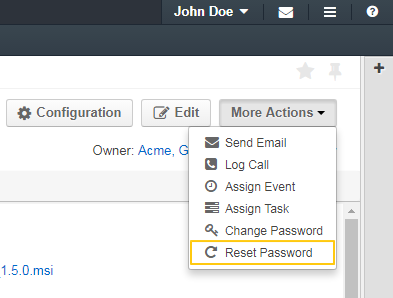 John Doe
Configuration Edit More Actions
Owner: Acme, G
Send Email
Log Call
Assign Event
Assign Task
Change Password
Reset Password
1.5.0.msi